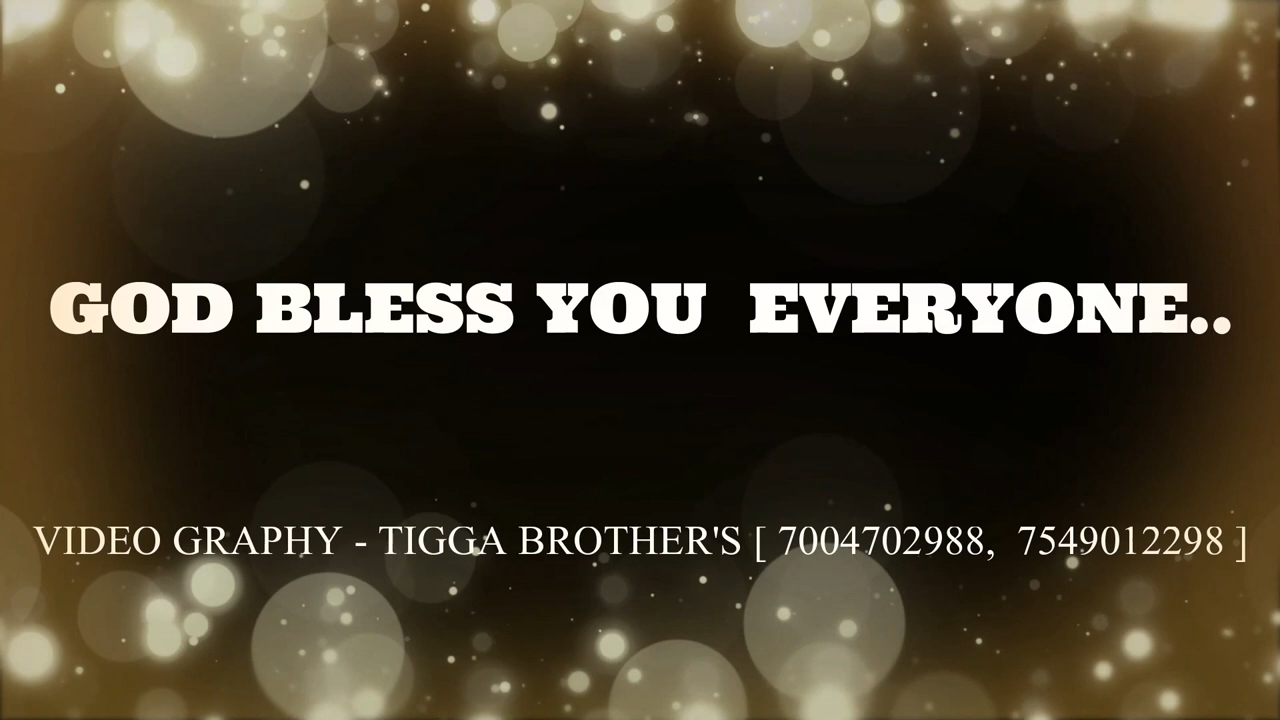 GOD BLESS YOU  EVERYONE..
VIDEO GRAPHY - TIGGA BROTHER'S [ 7004702988,  7549012298 ]